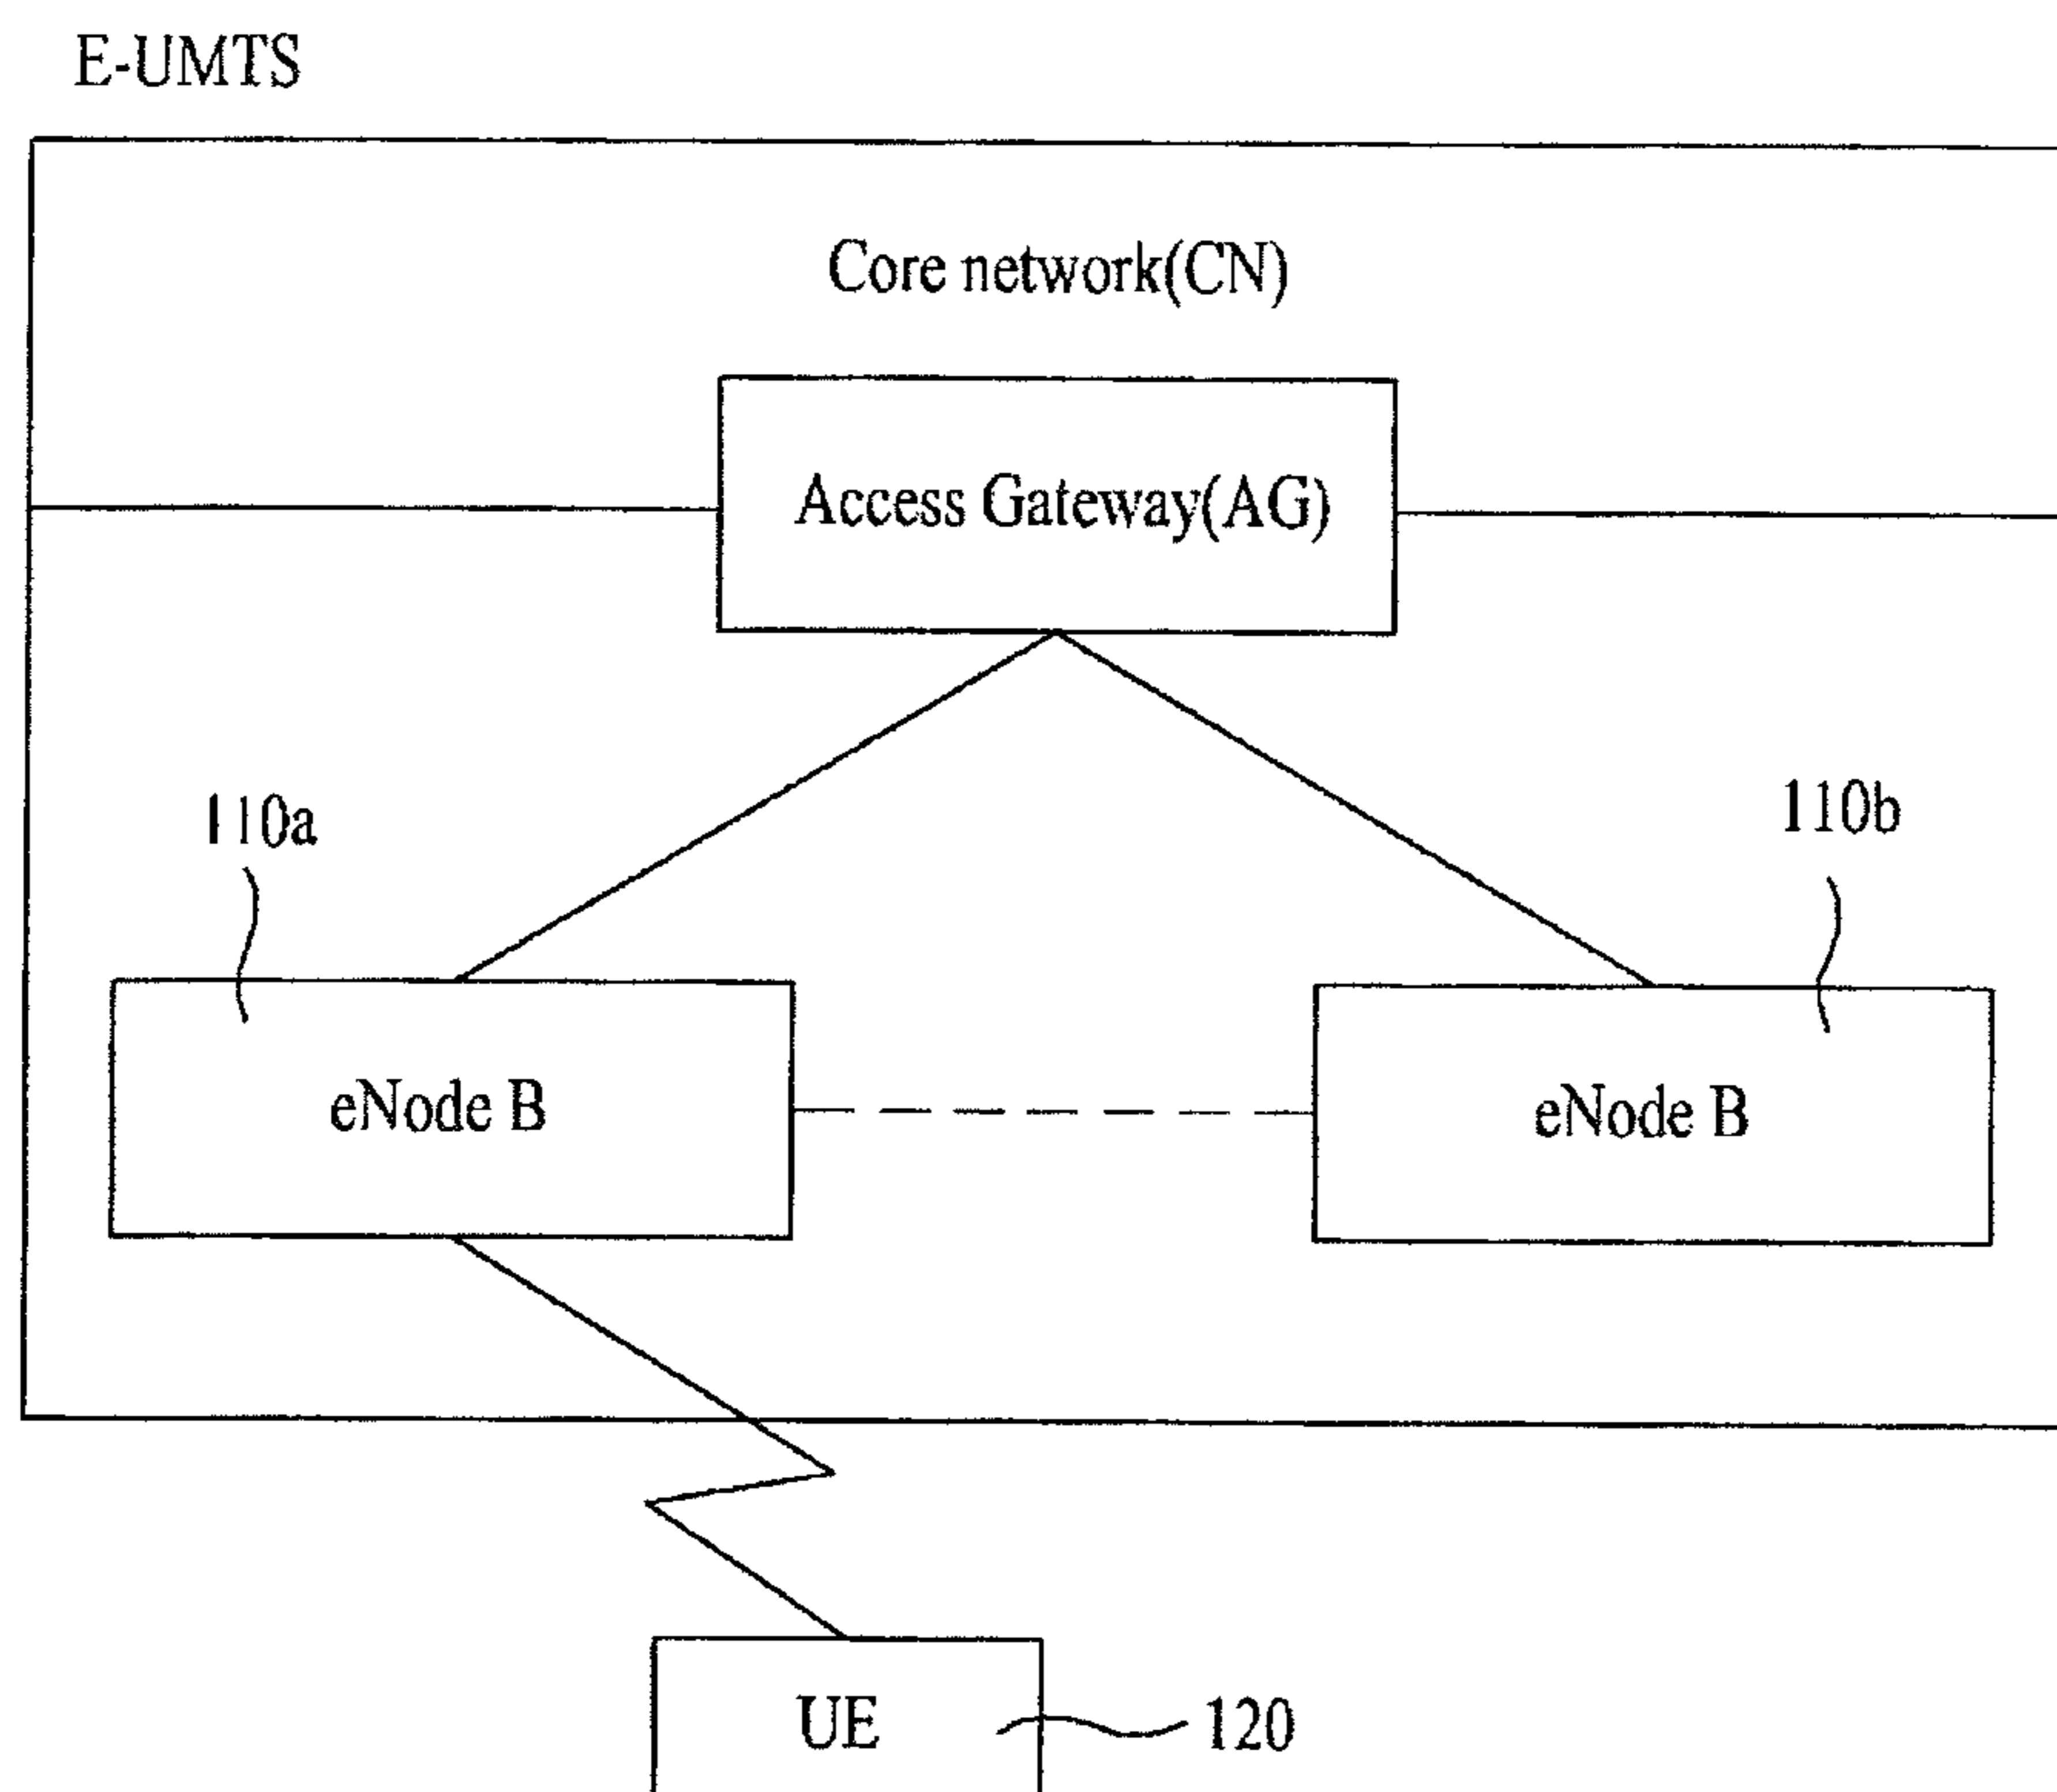 E-UMTS
Core network(CN)
Access Gateway(AG)
110a
110b
eNode B
eNode B
UE
120